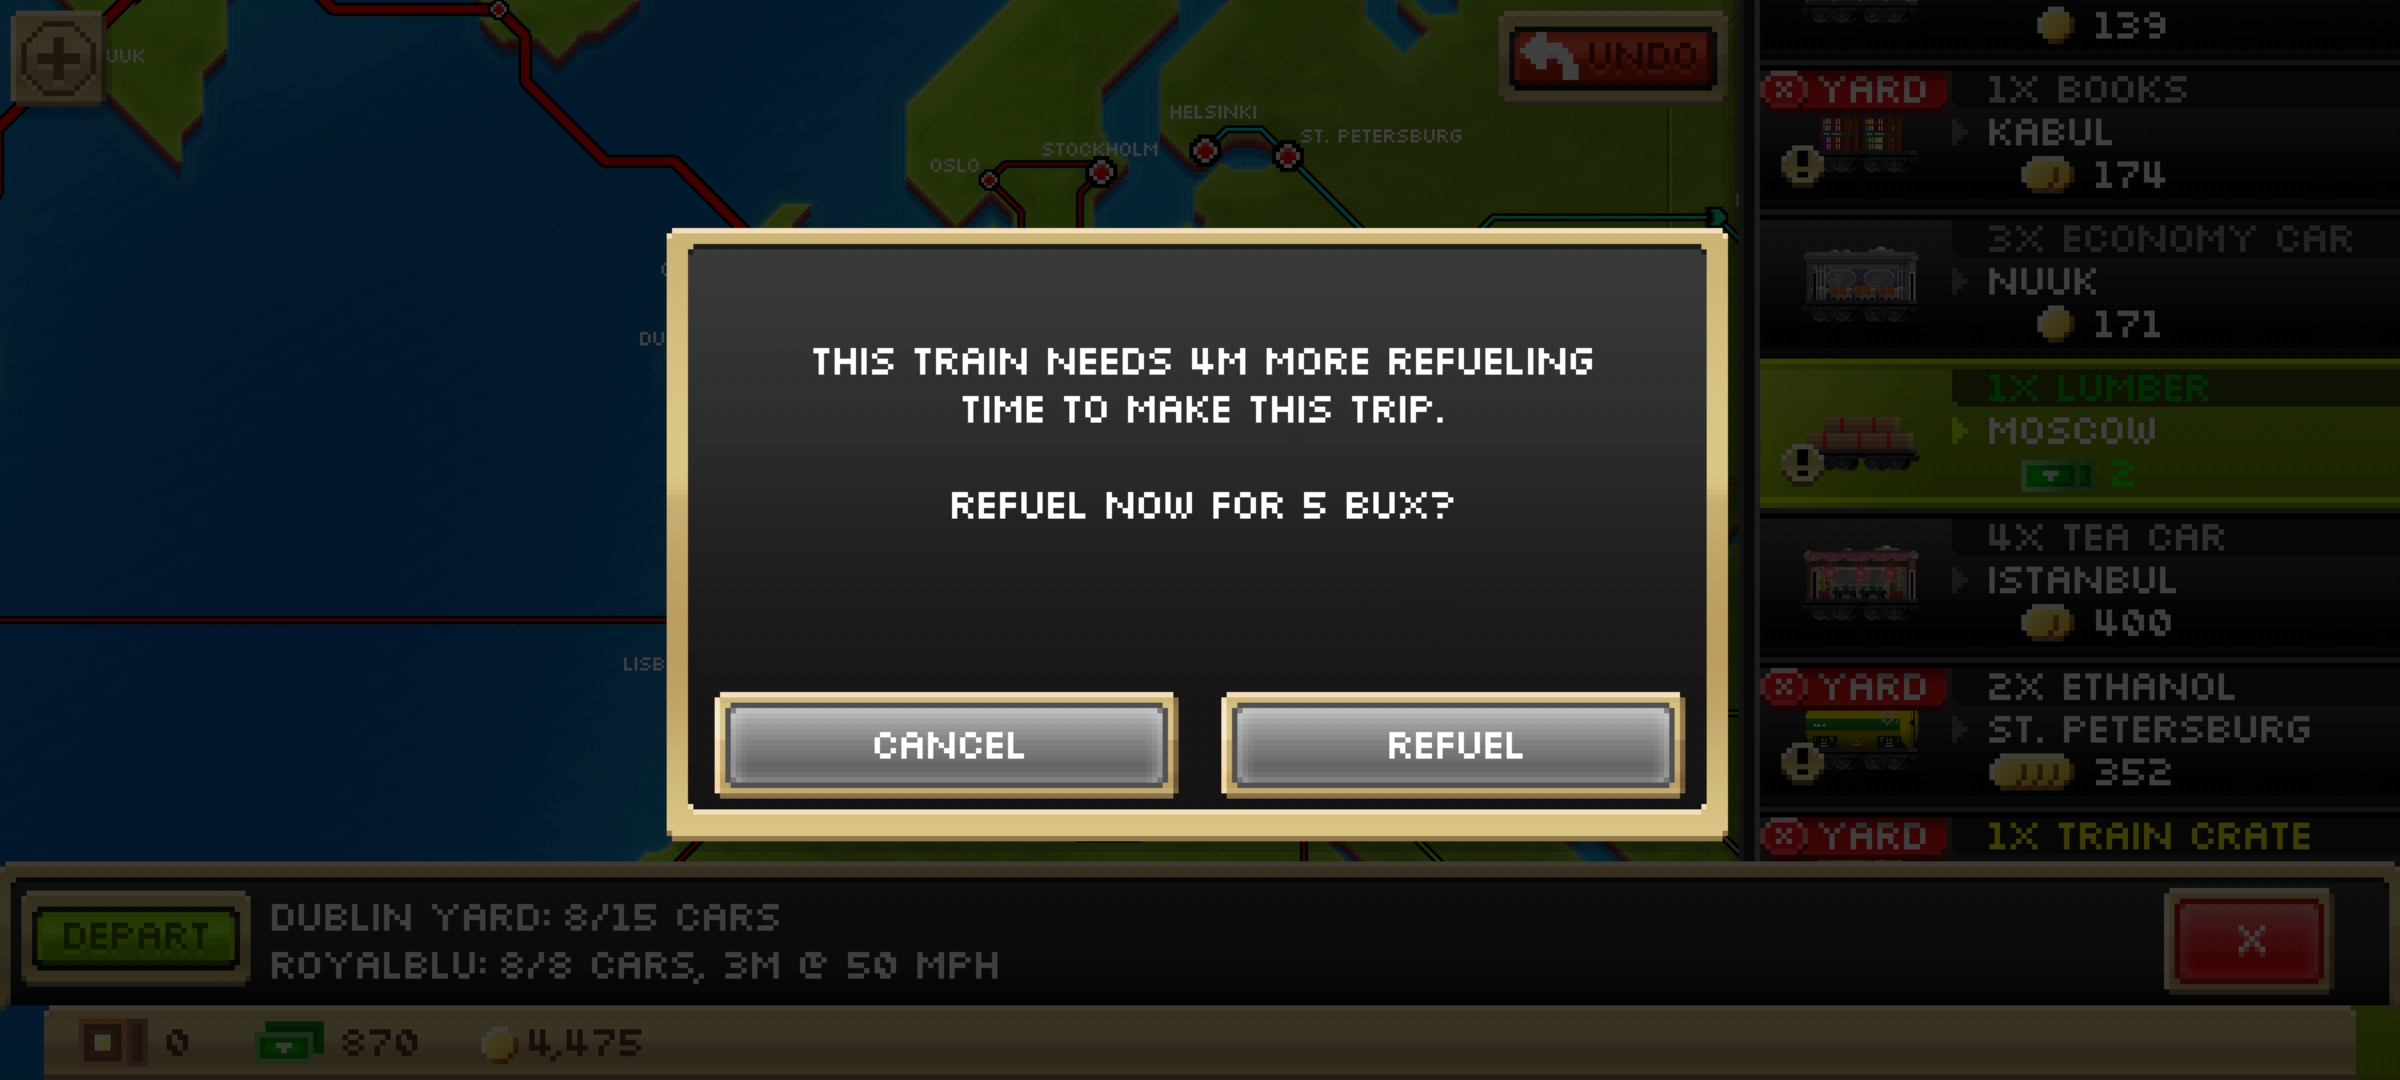 UUK
UNDO
HELSINKI
ST. PETERSBURG
STOCKHOLM
OSLO
139
YARD
1X BOOKS
KABUL
174
3X ECONOMY CAR
NUUK
171
1X LUMBER
MOSCOW
2
4X TEA CAR
ISTANBUL
400
YARD
2X ETHANOL
ST. PETERSBURG
352
YARD
1X TRAIN CRATE
DU
LISB
THIS TRAIN NEEDS 4M MORE REFUELING
TIME TO MAKE THIS TRIP.
REFUEL NOW FOR 5 BUX?
CANCEL
REFUEL
DEPART
DUBLIN YARD: 8/15 CARS
ROYALBLU: 8/8 CARS, 3M @ 50 MPH
X
0
870
4,475